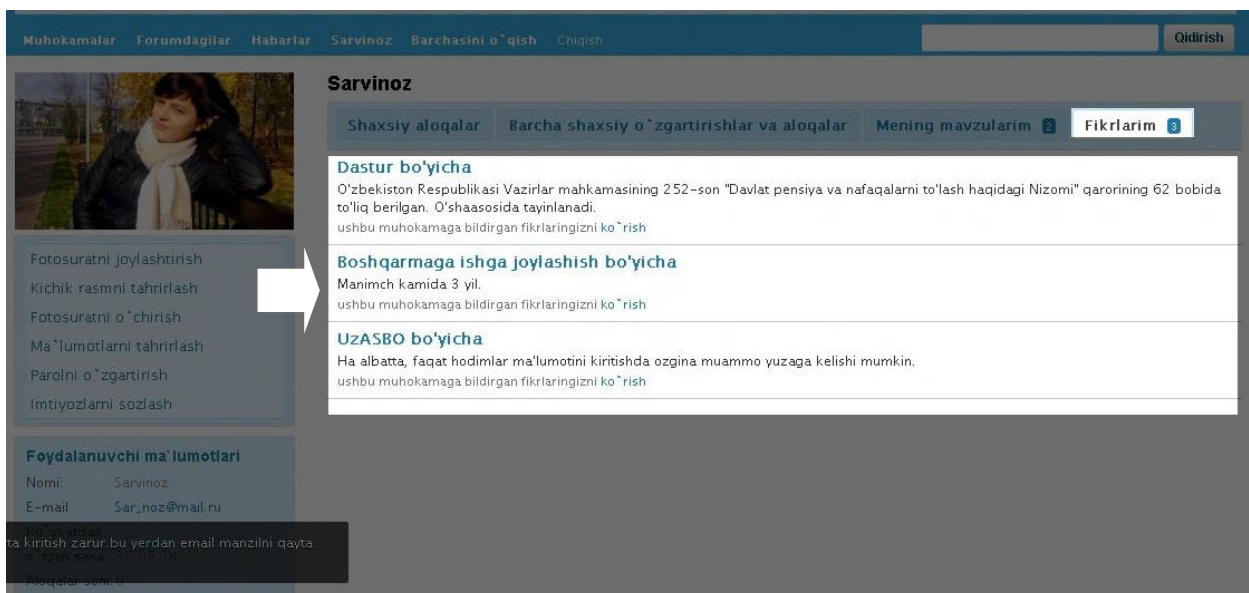 Muhokamalar Forumdagilar Habarlar Sarvinoz Barchasini o`qish Chiqish Qidirish
Sarvinoz
Shaxsiy aloqalar Barcha shaxsiy o`zgartirishlar va aloqalar Mening mavzularim 2 Fikrlarim 3
Dastur bo'yicha
O'zbekiston Respublikasi Vazirlar mahkamasining 252-son "Davlat pensiya va nafaqalarni to'lash haqidagi Nizomi" qarorining 62 bobida
to'liq berilgan. O'shaasosida tayinlanadi.
ushbu muhokamaga bildirgan fikrlaringizni ko`rish
Boshqarmaga ishga joylashish bo'yicha
Manimch kamida 3 yil.
ushbu muhokamaga bildirgan fikrlaringizni ko`rish
UzASBO bo'yicha
Ha albatta, faqat hodimlar ma'lumotini kiritishda ozgina muammo yuzaga kelishi mumkin.
ushbu muhokamaga bildirgan fikrlaringizni ko`rish
Fotosuratni joylashtirish
Kichik rasmni tahrirlash
Fotosuratni o`chirish
Ma`lumotlarni tahrirlash
Parolni o`zgartirish
Imtiyozlarni sozlash
Foydalanuvchi ma`lumotlari
Nomi: Sarvinoz
E-mail Sar_noz@mail.ru
ta kiritish zarur.bu yerdan email manzilni qayta
Aloqalar soni: